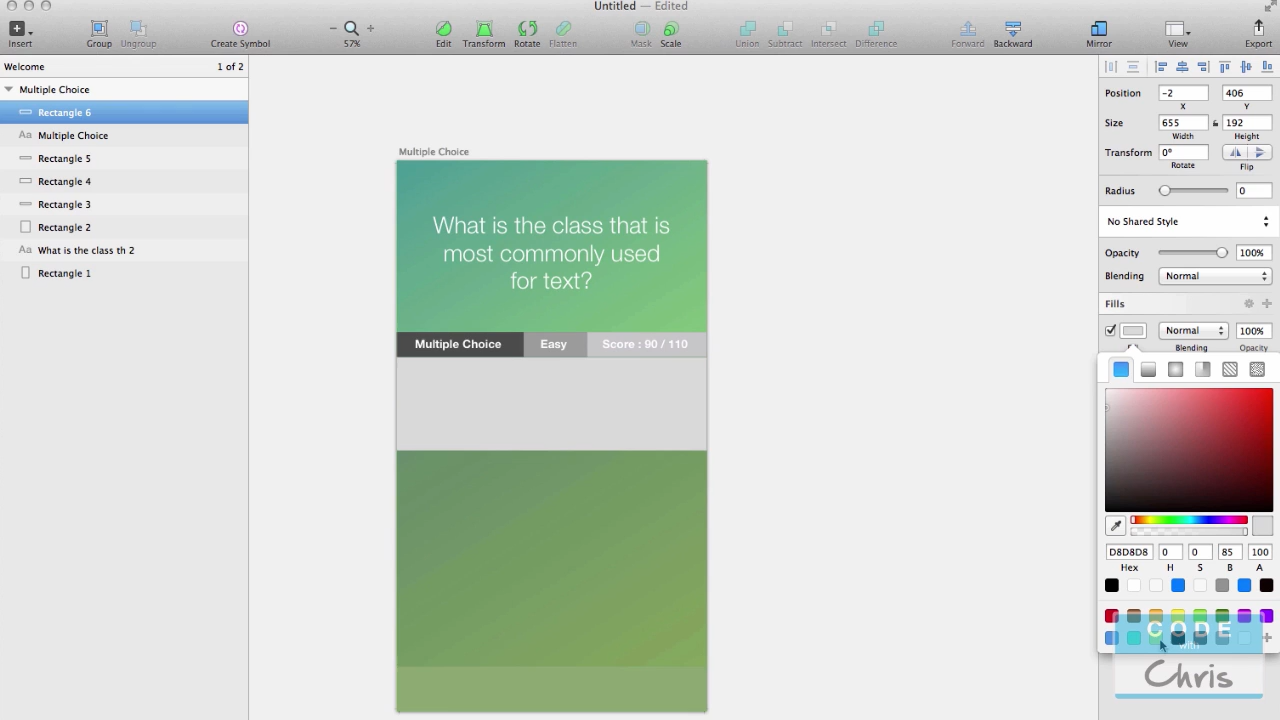 Untitled — Edited
Insert
Group
Ungroup
Create Symbol
57%
Edit
Transform
Rotate
Flatten
Mask
Scale
Union
Subtract
Intersect
Difference
Forward
Backward
Mirror
View
Export
Welcome
1 of 2
Multiple Choice
Rectangle 6
Aa Multiple Choice
Rectangle 5
Rectangle 4
Rectangle 3
Rectangle 2
Aa What is the class th 2
Rectangle 1
Multiple Choice
What is the class that is
most commonly used
for text?
Multiple Choice
Easy
Score : 90 / 110
Position -2 406
X Y
Size 655 192
Width Height
Transform 0°
Rotate Flip
Radius 0
No Shared Style
Opacity 100%
Blending Normal
Fills
Normal 100%
Blending Opacity
D8D8D8 0 0 85 100
Hex H S B A
CODE
with
Chris